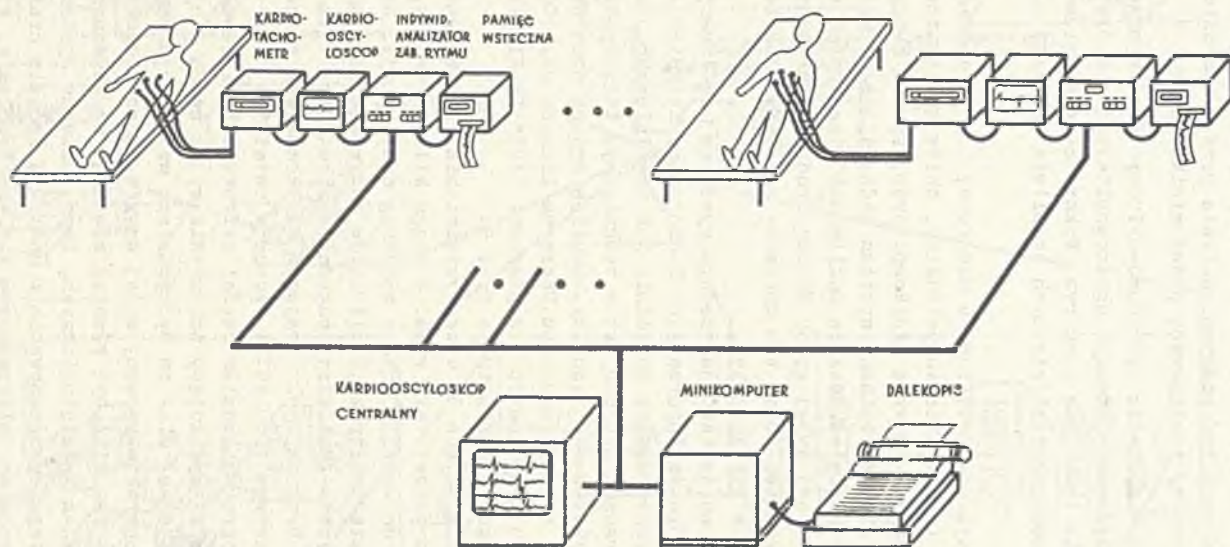 KARDIO-
TACHO-
METR
KARDIO-
OSCY-
LOSCOP
INDYWID.
ANALIZATOR
ZAB. RYTMU
PAMIĘĆ
WSTECZNA
KARDIOOSCYLOSKOP
CENTRALNY
MINIKOMPUTER
DALEKOPIS